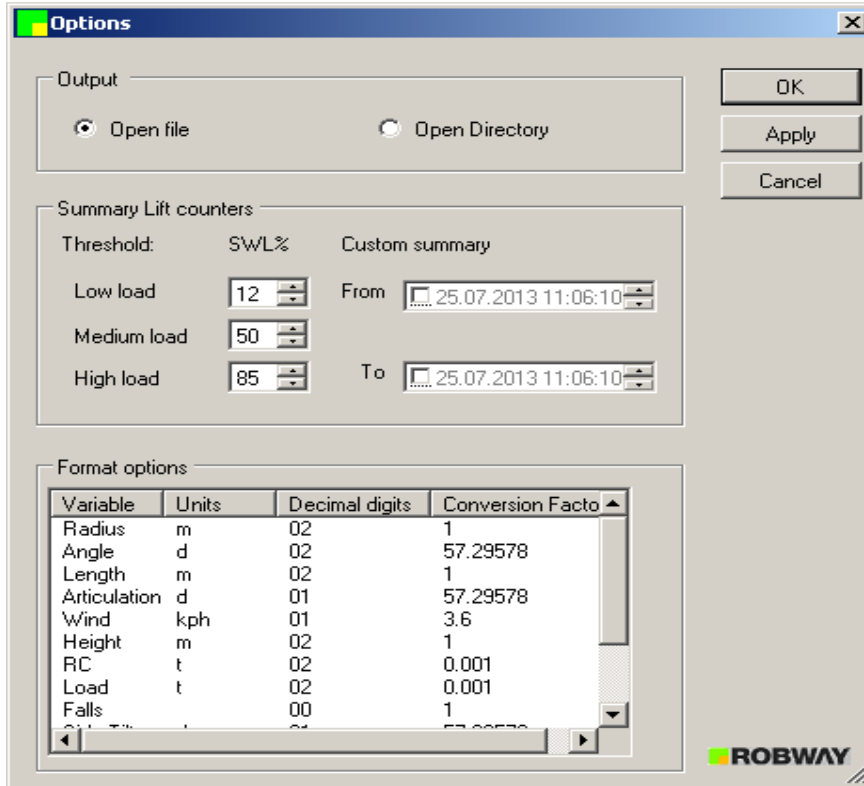 Options
Output
Open file Open Directory
OK
Apply
Cancel
Summary Lift counters
Threshold: SWL% Custom summary
Low load 12 From 25.07.2013 11:06:10
Medium load 50
High load 85 To 25.07.2013 11:06:10
Format options
Variable Units Decimal digits Conversion Facto
Radius m 02 1
Angle d 02 57.29578
Length m 02 1
Articulation d 01 57.29578
Wind kph 01 3.6
Height m 02 1
RC t 02 0.001
Load t 02 0.001
Falls 00 1
ROBWAY